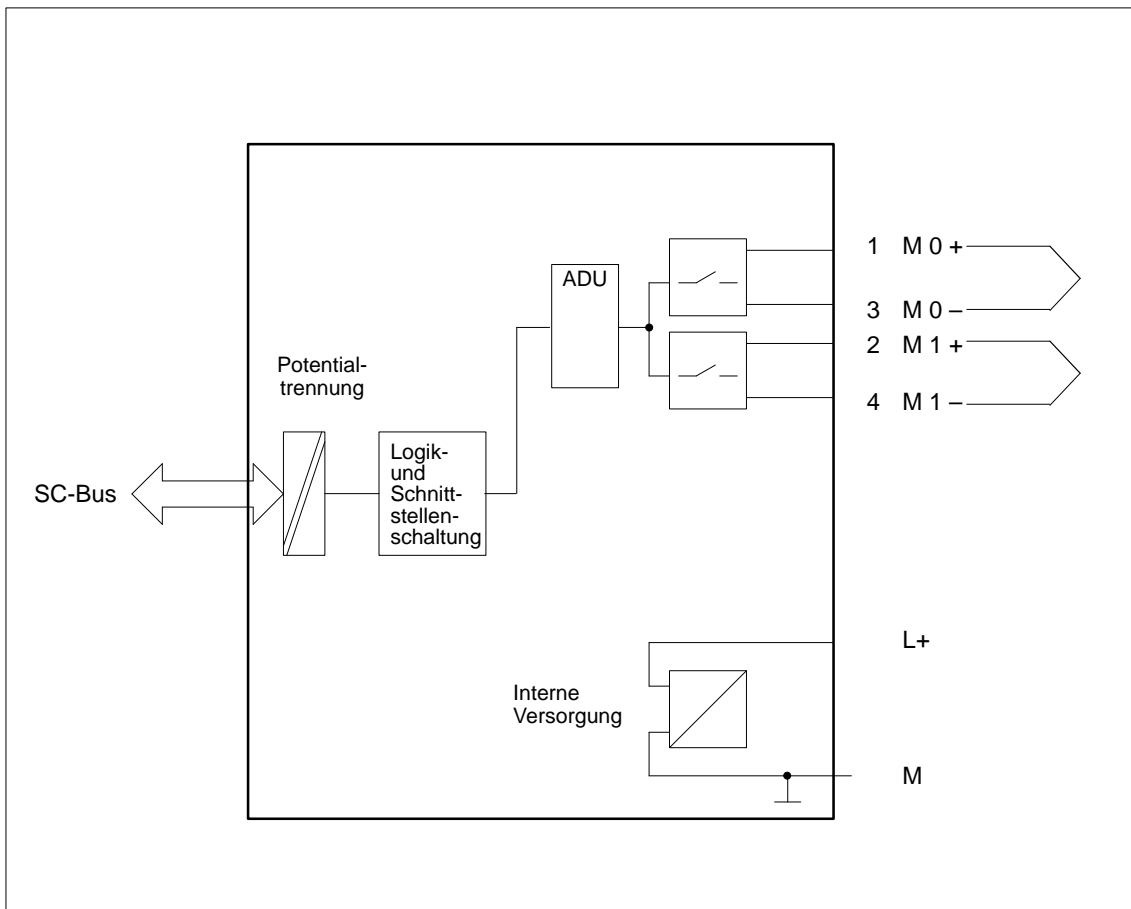 ADU
1 M 0 +
3 M 0 –
2 M 1 +
4 M 1 –
Potential-
trennung
Logik-
und
Schnitt-
stellen-
schaltung
SC-Bus
L+
Interne
Versorgung
M